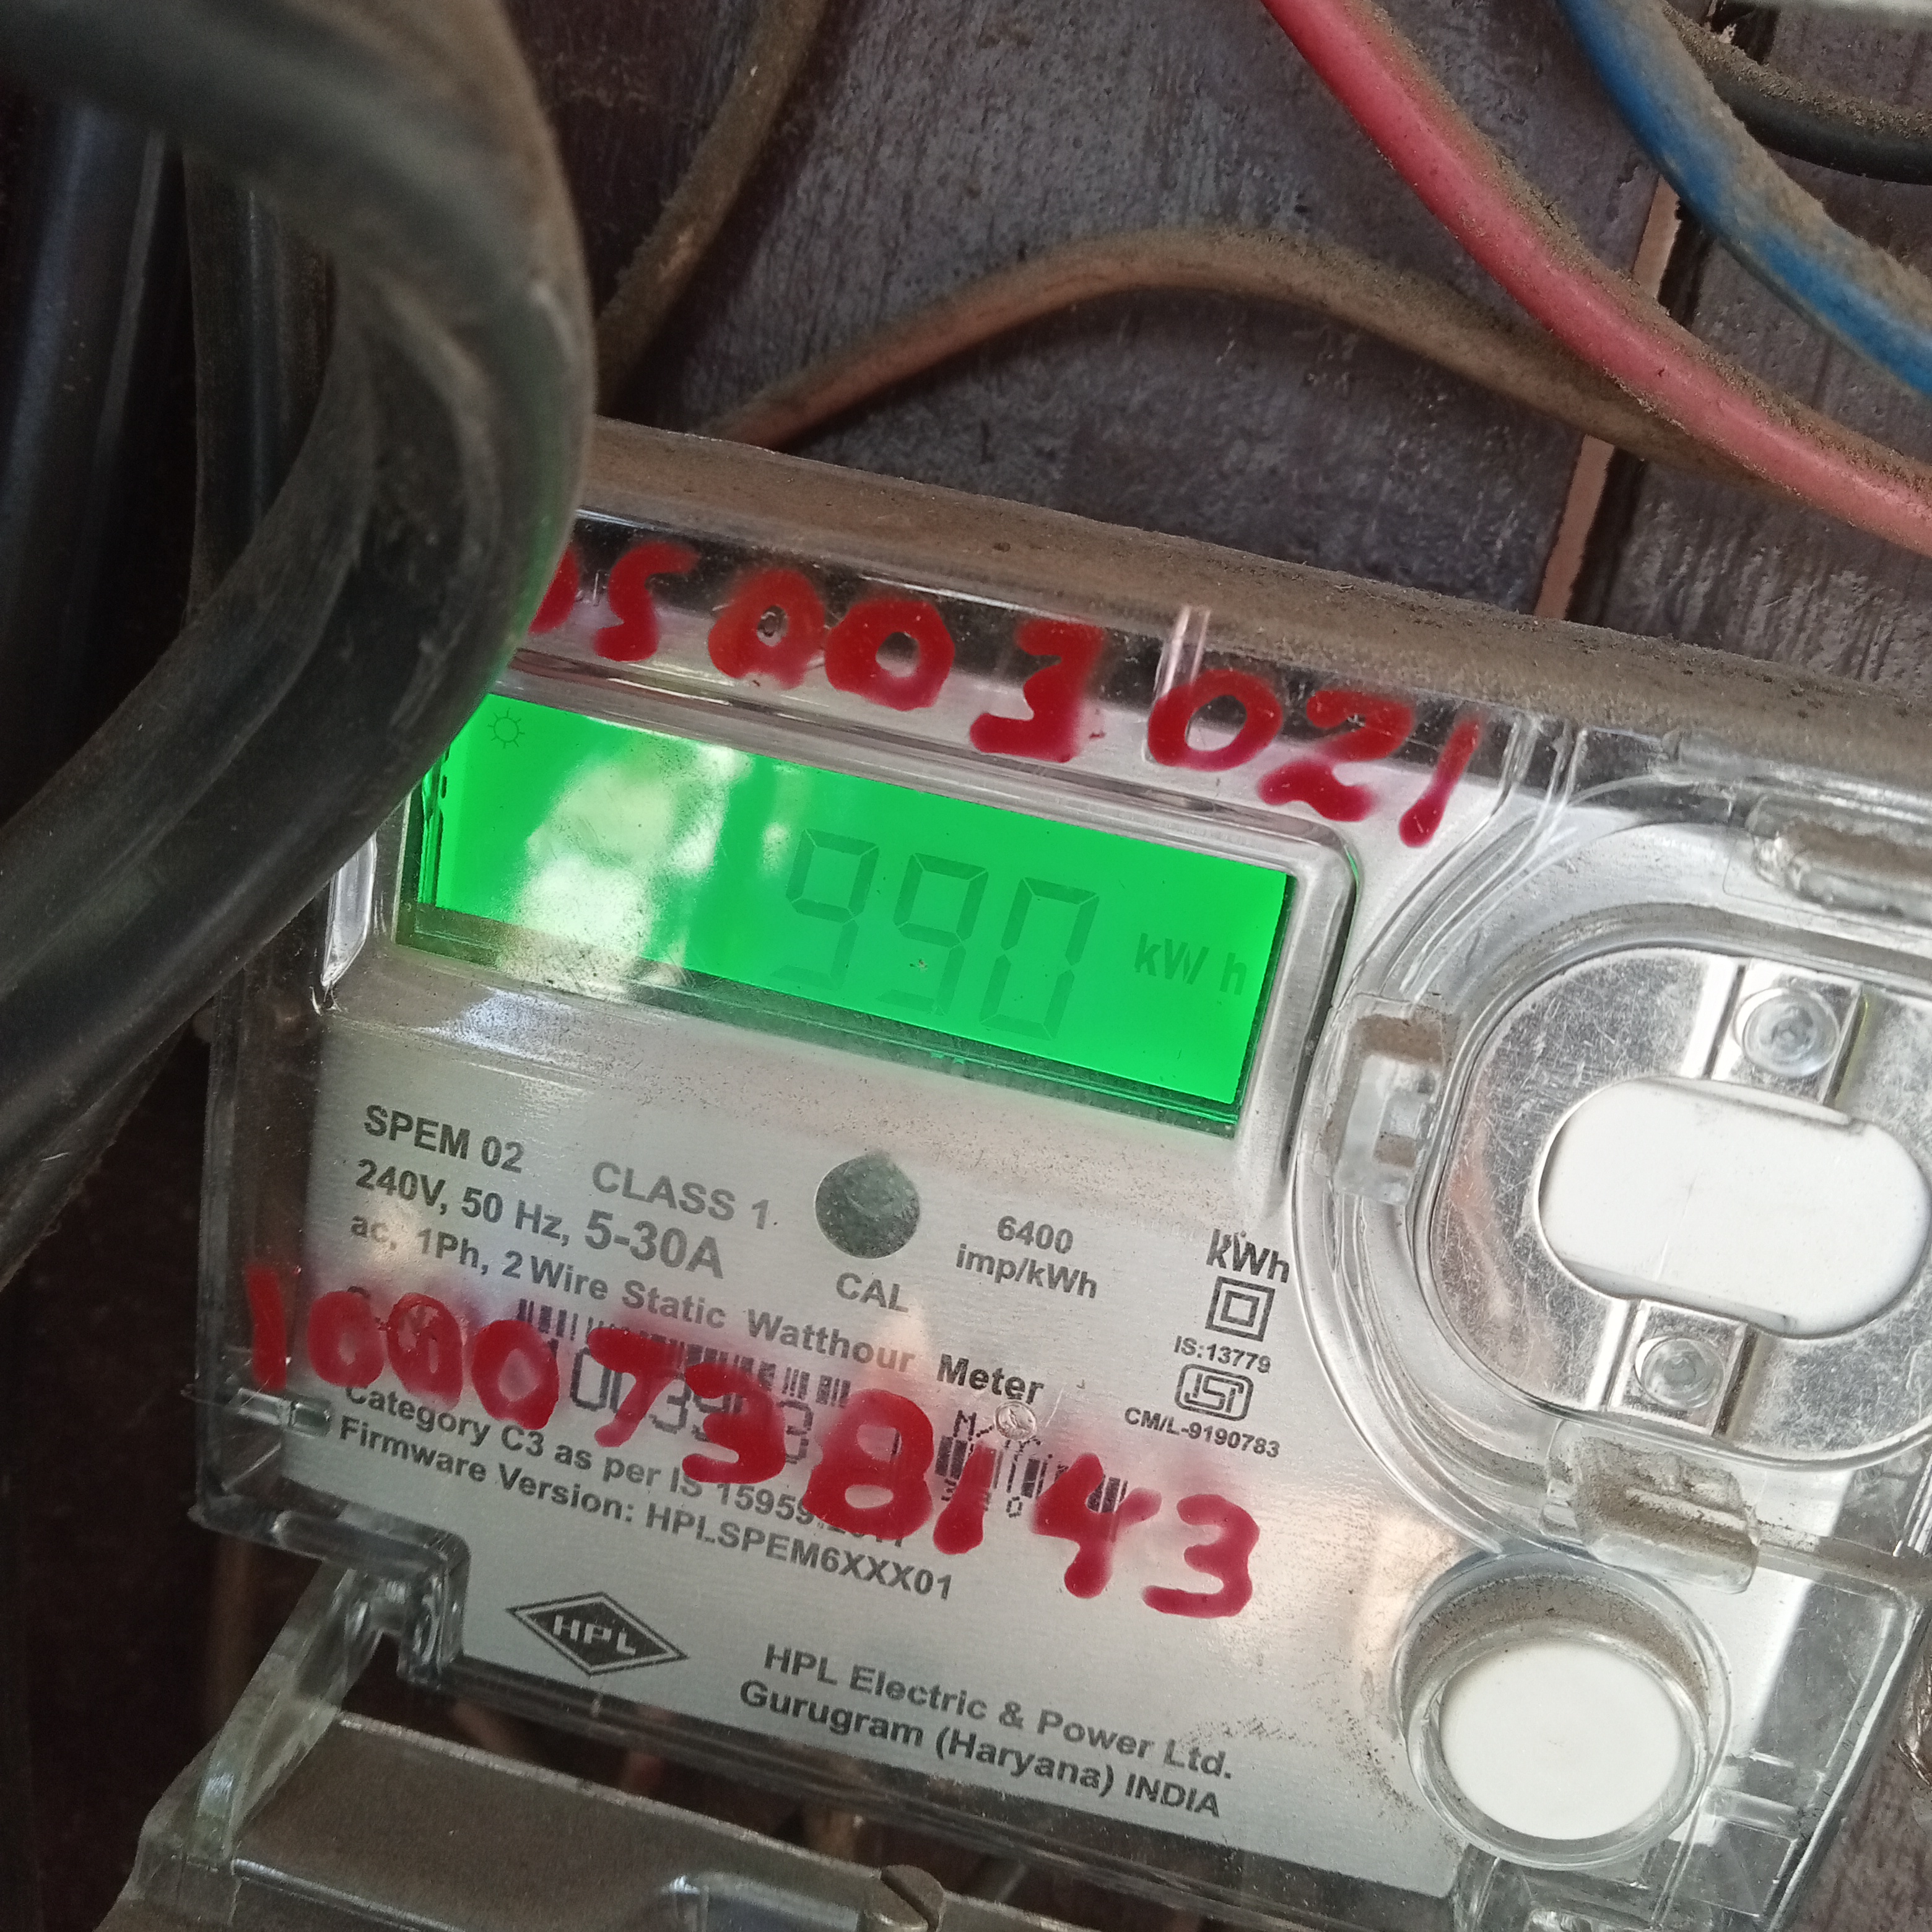 05003021
990 kWh
SPEM 02
CLASS 1
240V, 50 Hz, 5-30A
ac, 1Ph, 2 Wire Static Watthour Meter
CAL
6400
imp/kWh
kWh
IS:13779
CM/L-9190783
1000738143
Category C3 as per IS 15959
Firmware Version: HPLSPEM6XXX01
HPL
HPL Electric & Power Ltd.
Gurugram (Haryana) INDIA